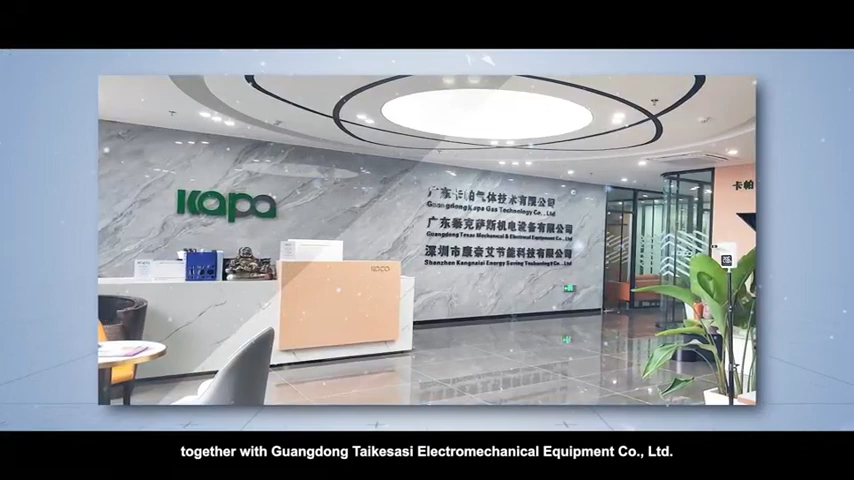 Kapa
广东卡帕气体技术有限公司
Guangdong Kapa Gas Technology Co., Ltd
广东泰克萨斯机电设备有限公司
Guangdong Texas Mechanical & Electrical Equipment Co., Ltd
深圳市康奈艾节能科技有限公司
Shenzhen Kangnaiai Energy Saving Technology Co., Ltd
卡帕
Kapa
together with Guangdong Taikesasi Electromechanical Equipment Co., Ltd.